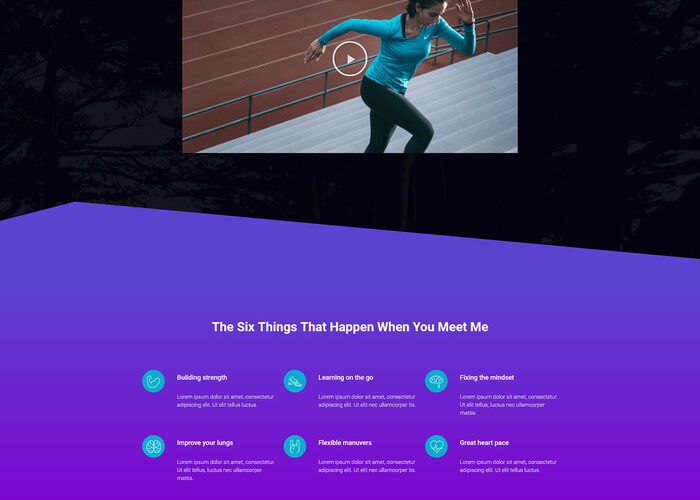 The Six Things That Happen When You Meet Me
Building strength
Lorem ipsum dolor sit amet, consectetur
adipiscing elit. Ut elit tellus, luctus.
Learning on the go
Lorem ipsum dolor sit amet, consectetur
adipiscing elit. Ut elit nec ullamcorper tis.
Fixing the mindset
Lorem ipsum dolor sit amet, consectetur
adipiscing elit. Ut elit tellus nec ullamcorper
mattis.
Improve your lungs
Lorem ipsum dolor sit amet, consectetur
adipiscing elit. Ut elit tellus, nec ullamcorper
mattis.
Flexible manuvers
Lorem ipsum dolor sit amet, consectetur
adipiscing elit. Ut elit nec ullamcorper mattis.
Great heart pace
Lorem ipsum dolor sit amet, consectetur
adipiscing elit. Ut tellus, nec ullamcorper.